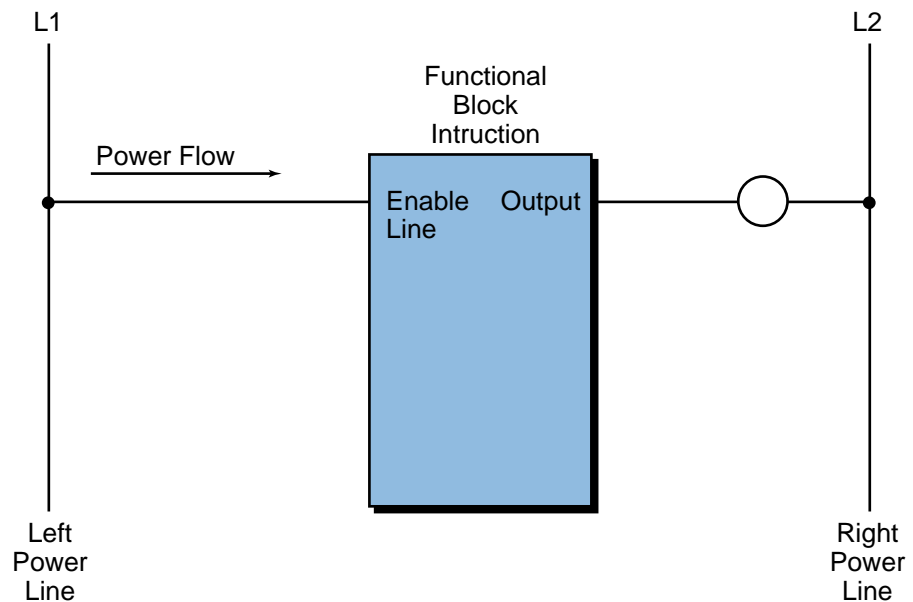 L1
L2
Functional
Block
Intruction
Power Flow
Enable Output
Line
Left
Power
Line
Right
Power
Line